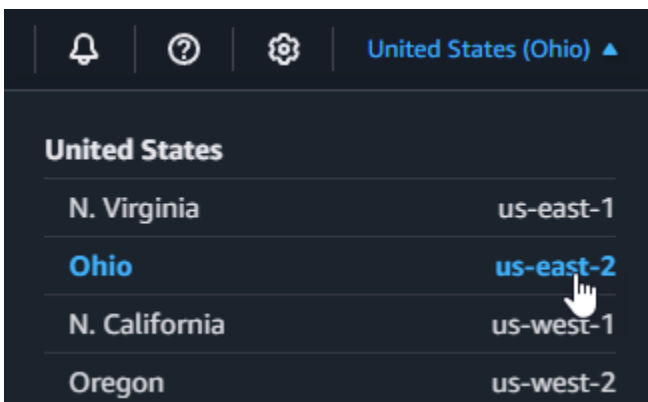 United States (Ohio) ▲
United States
N. Virginia us-east-1
Ohio us-east-2
N. California us-west-1
Oregon us-west-2